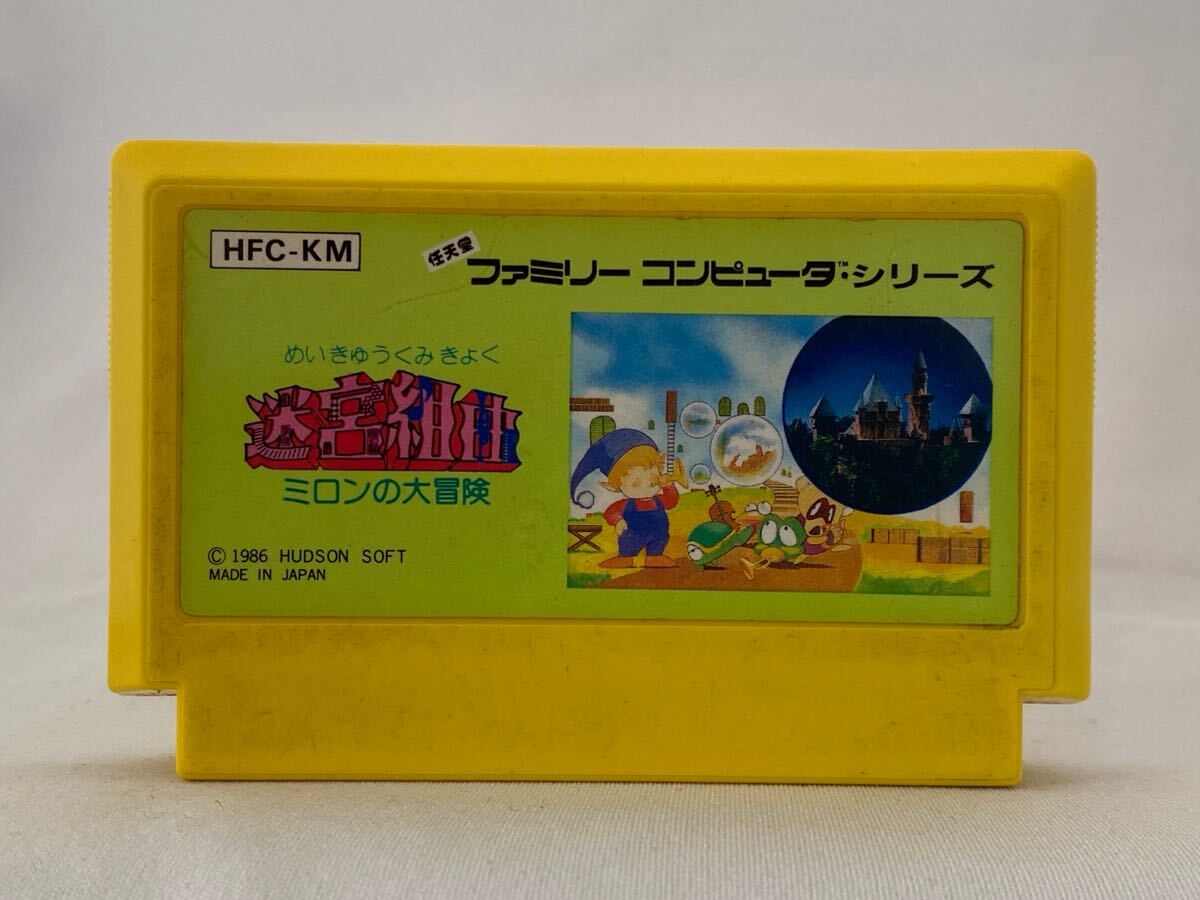 HFC-KM
任天堂
ファミリー コンピュータ™・シリーズ
めいきゅうくみきょく
迷宮組曲
ミロンの大冒険
© 1986 HUDSON SOFT
MADE IN JAPAN